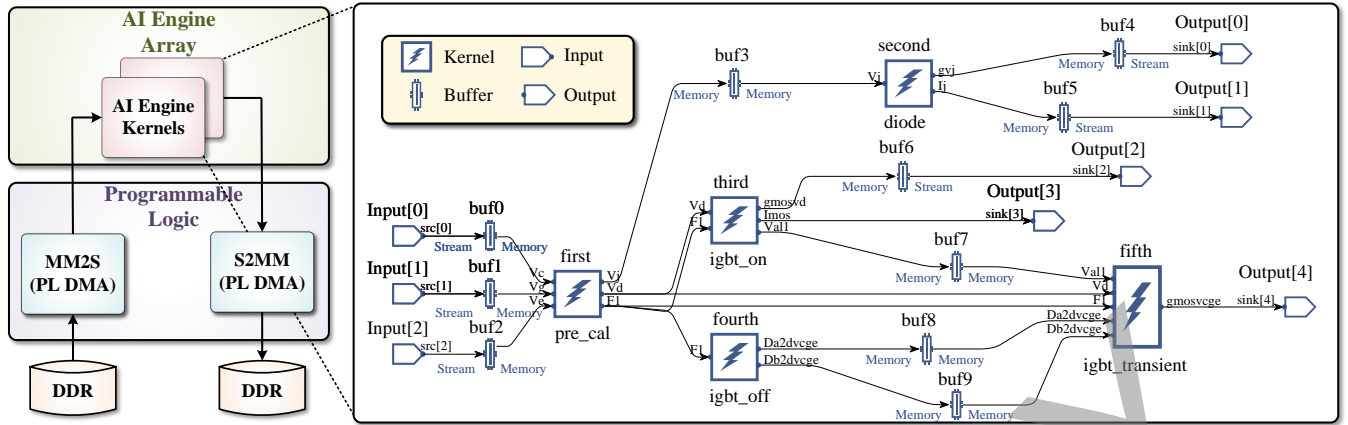 AI Engine
Array
AI Engine
Kernels
Programmable
Logic
MM2S
(PL DMA)
S2MM
(PL DMA)
DDR
DDR
Kernel
Input
Buffer
Output
Input[0]
src[0]
Stream
buf0
Memory
Input[1]
src[1]
Stream
buf1
Memory
Input[2]
src[2]
Stream
buf2
Memory
first
Vc
Vg
Ve
Vj
Vd
F1
pre_cal
buf3
Memory
Memory
second
Vj
gvj
Ij
diode
buf4
Memory
Stream
Output[0]
sink[0]
buf5
Memory
Stream
Output[1]
sink[1]
third
Vd
F1
gmosvd
Imos
Val1
igbt_on
buf6
Memory
Stream
Output[2]
sink[2]
Output[3]
sink[3]
buf7
Memory
Memory
fourth
F1
Da2dvcge
Db2dvcge
igbt_off
buf8
Memory
Memory
buf9
Memory
Memory
fifth
Val1
Vd
F1
Da2dvcge
Db2dvcge
gmosvcge
igbt_transient
Output[4]
sink[4]